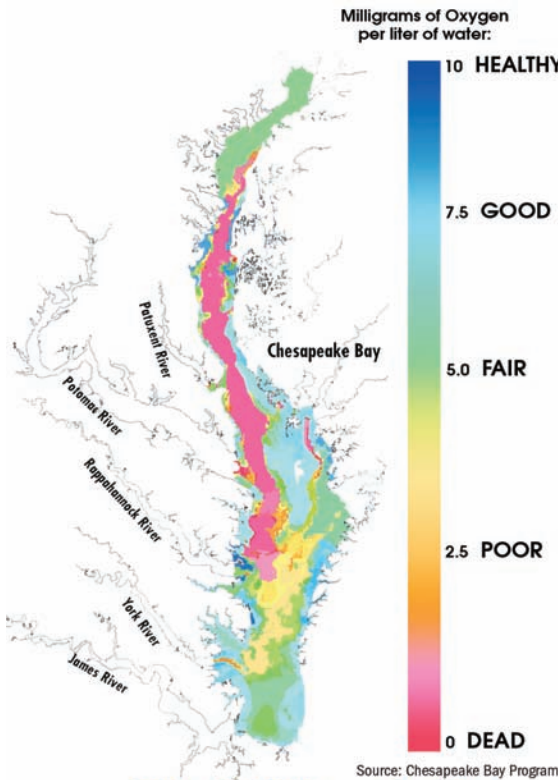 Milligrams of Oxygen
per liter of water:
10 HEALTHY
7.5 GOOD
Patuxent River
Chesapeake Bay
5.0 FAIR
Potomac River
Rappahannock River
2.5 POOR
York River
James River
0 DEAD
Source: Chesapeake Bay Program